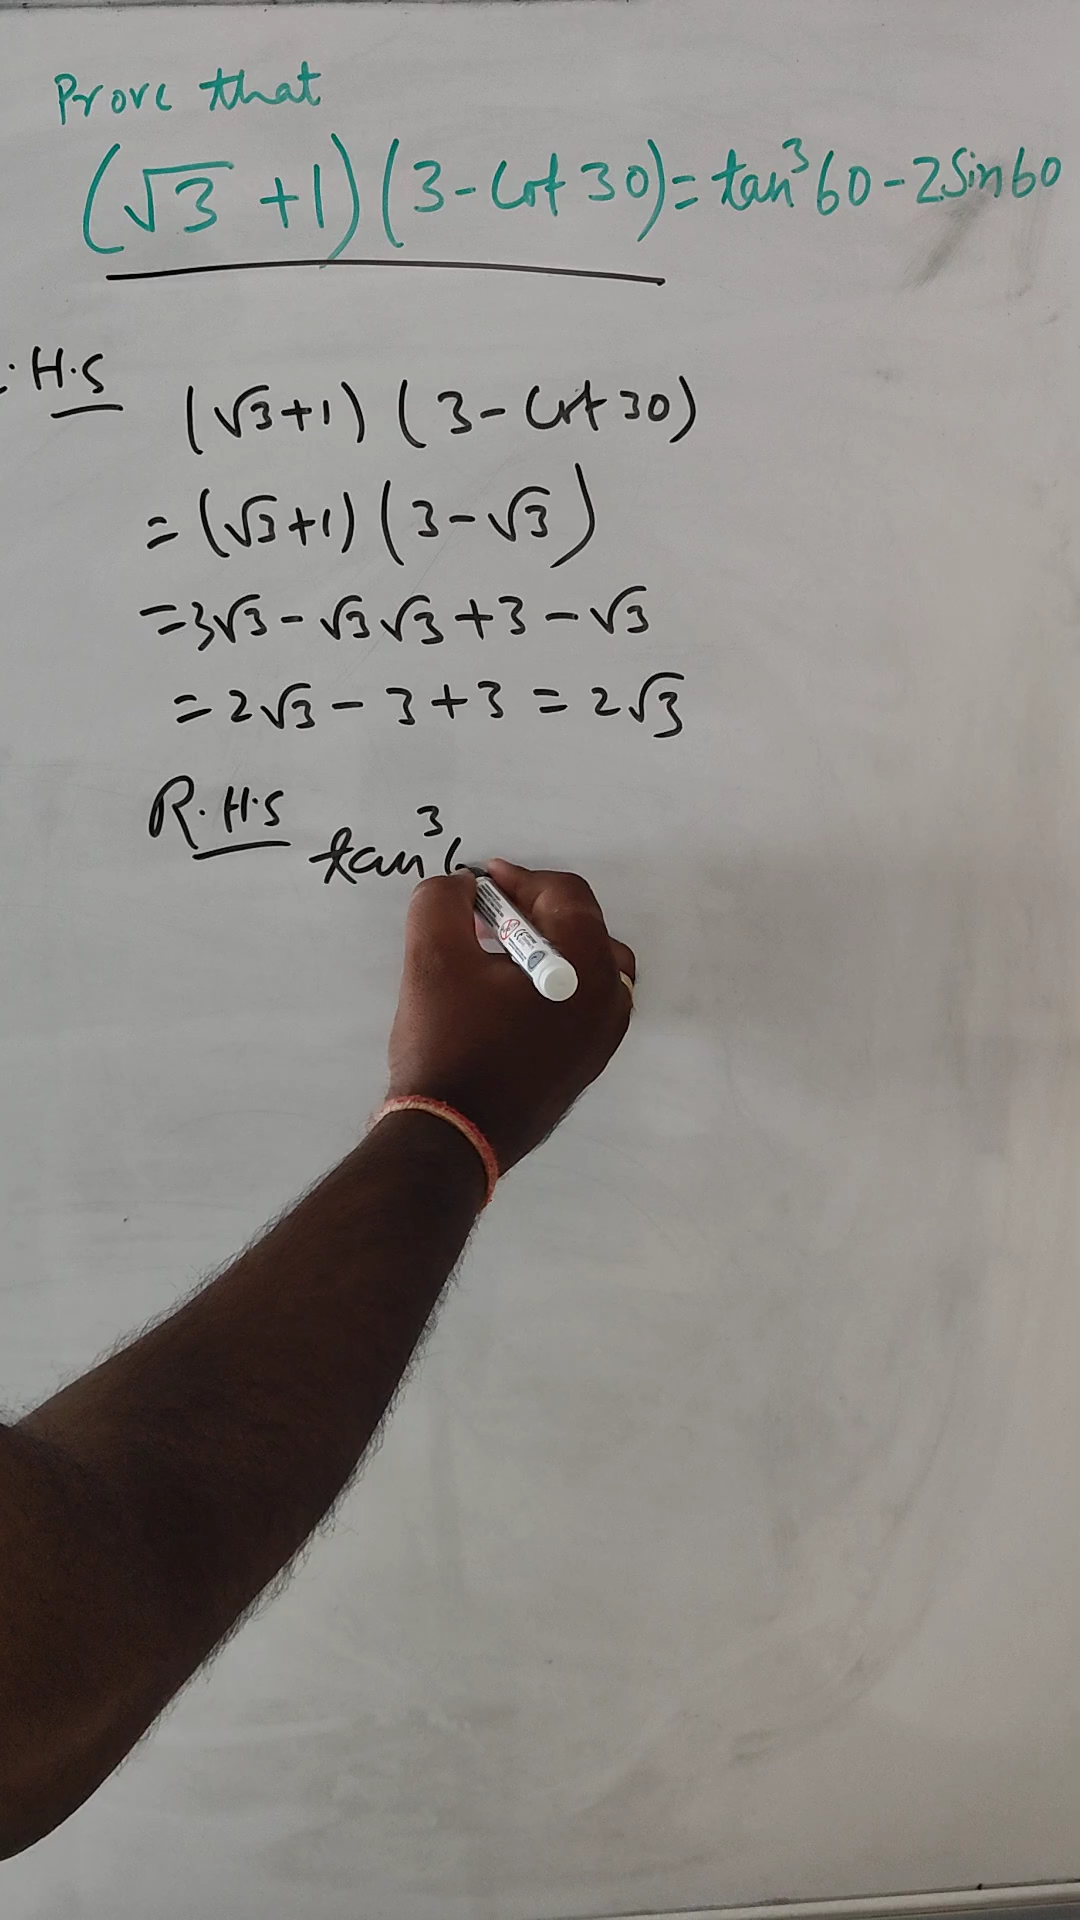 Prove that
(√3 +1)(3-Cot 30)=tan³60-2Sin60
.H.S
(√3+1) (3-Cot 30)
=(√3+1)(3-√3)
=3√3-√3√3+3-√3
=2√3-3+3=2√3
R.H.S
tan³